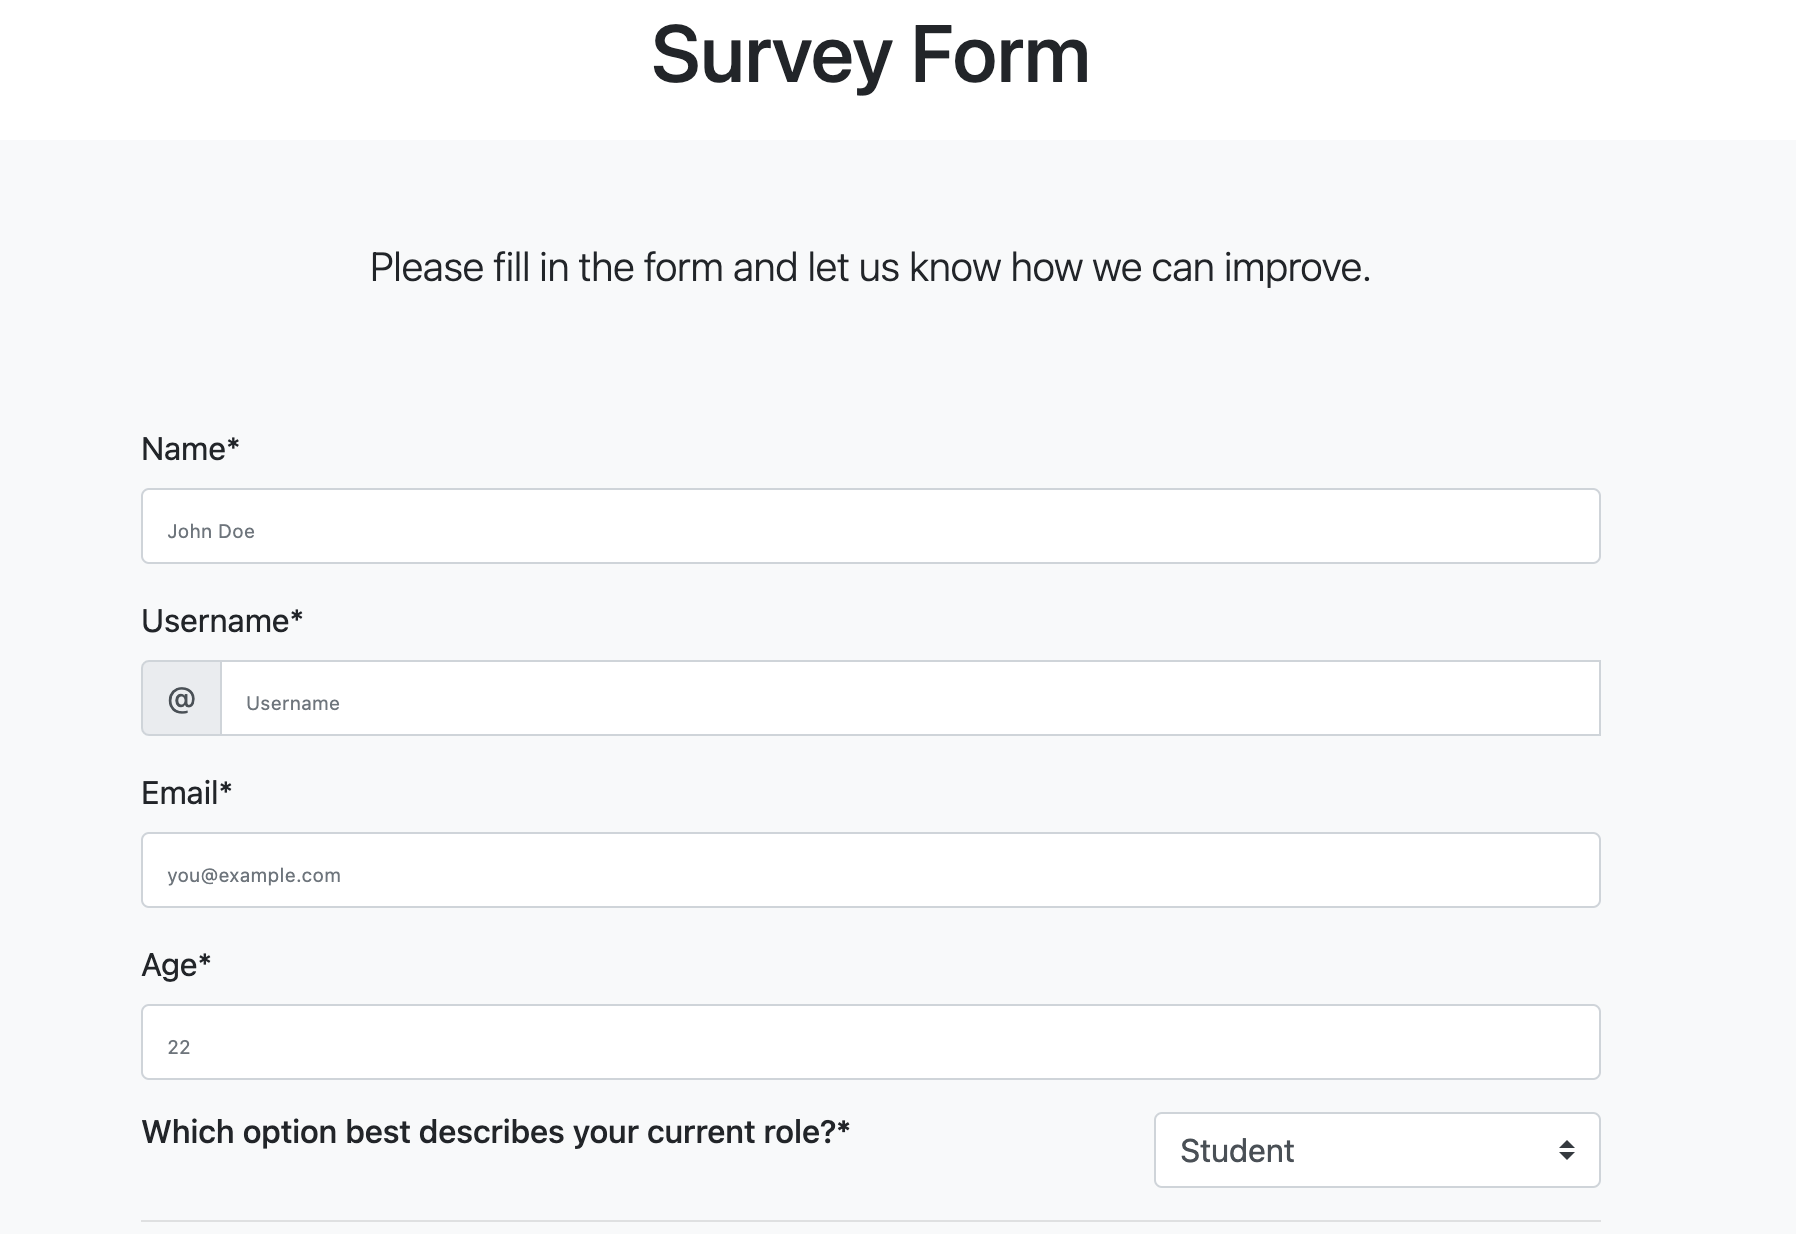 Survey Form
Please fill in the form and let us know how we can improve.
Name*
John Doe
Username*
@ Username
Email*
you@example.com
Age*
22
Which option best describes your current role?* Student